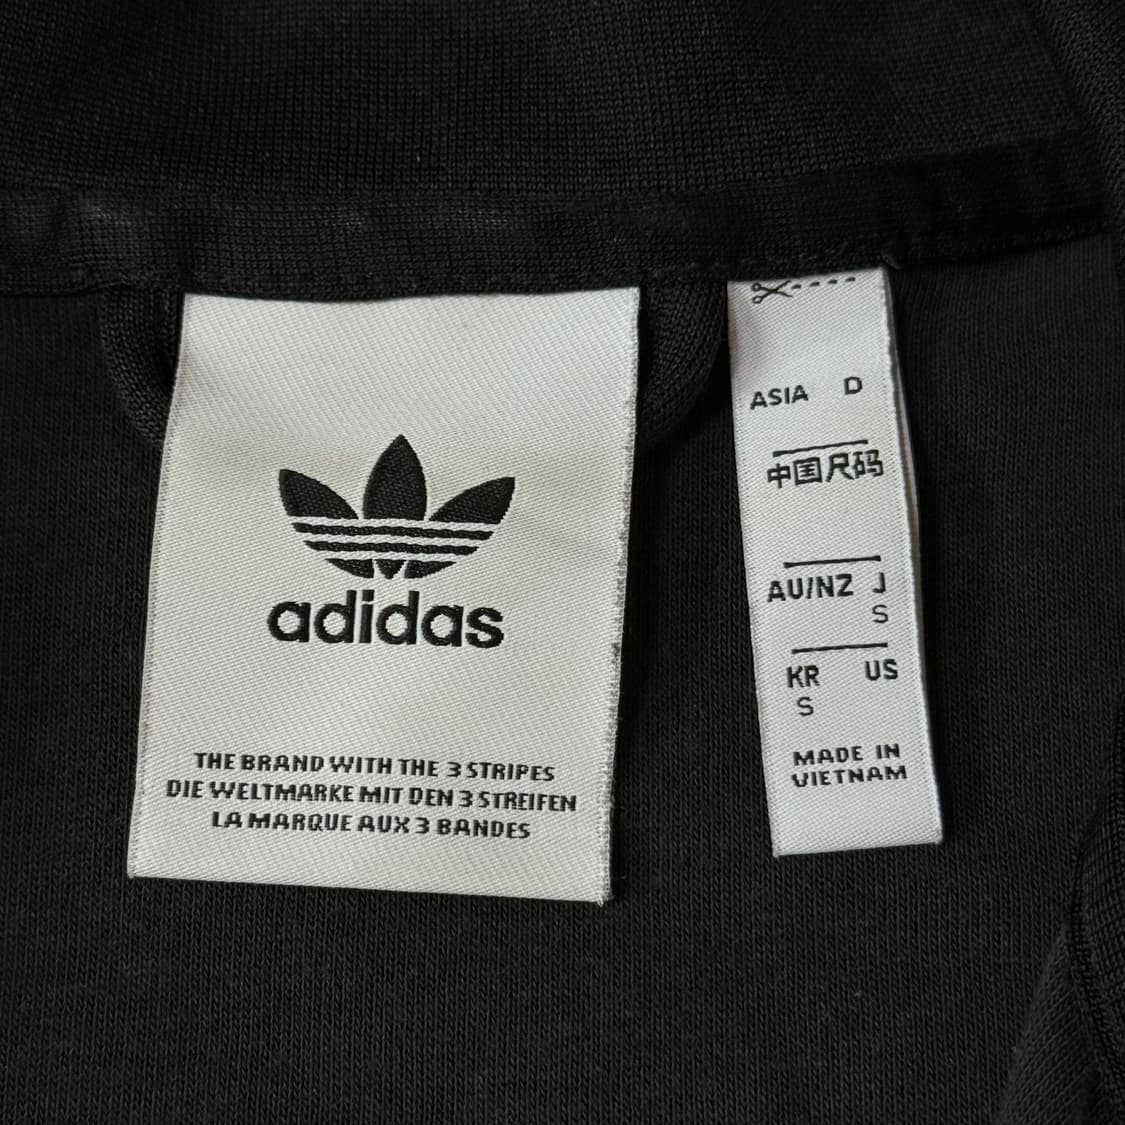 adidas
THE BRAND WITH THE 3 STRIPES
DIE WELTMARKE MIT DEN 3 STREIFEN
LA MARQUE AUX 3 BANDES
ASIA D
中国尺码
AU/NZ J
S
KR US
S
MADE IN
VIETNAM